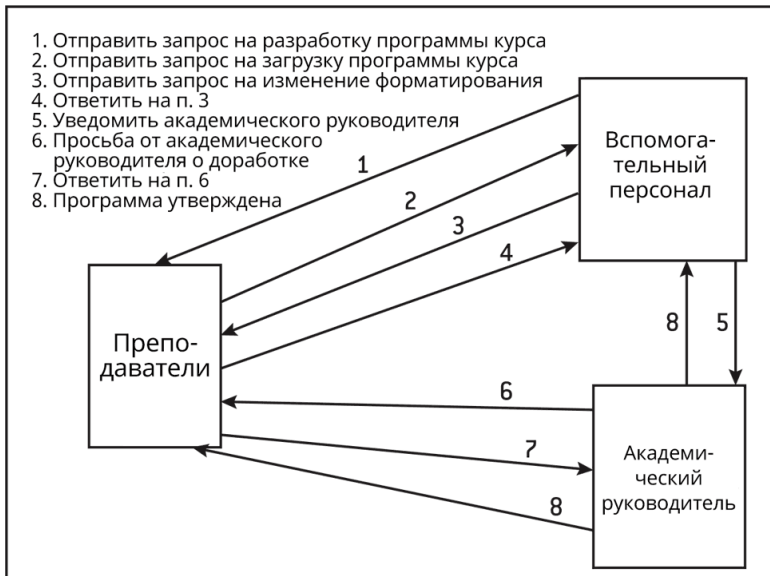 1. Отправить запрос на разработку программы курса
2. Отправить запрос на загрузку программы курса
3. Отправить запрос на изменение форматирования
4. Ответить на п. 3
5. Уведомить академического руководителя
6. Просьба от академического
руководителя о доработке
7. Ответить на п. 6
8. Программа утверждена
Вспомога-
тельный
персонал
1
2
3
4
Препо-
даватели
8
5
6
7
8
Академи-
ческий
руководитель